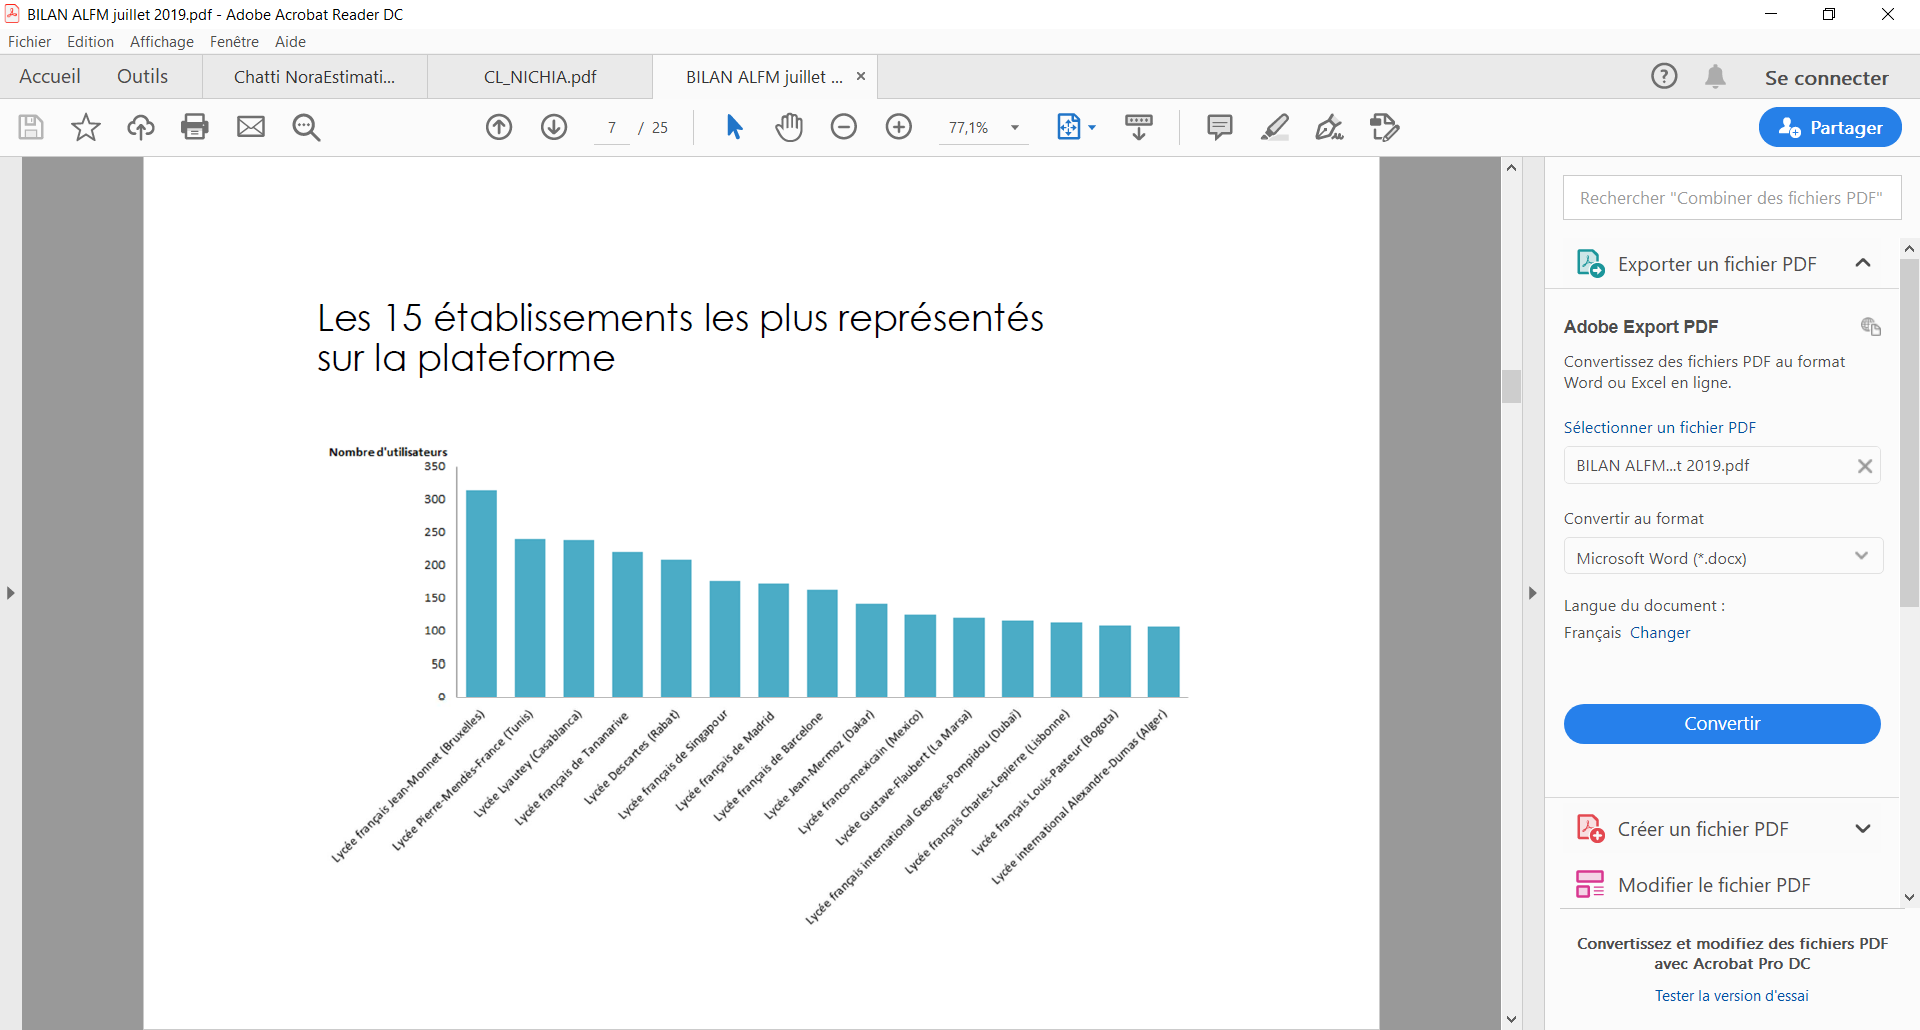 BILAN ALFM juillet 2019.pdf - Adobe Acrobat Reader DC
Fichier Edition Affichage Fenêtre Aide
Accueil Outils Chatti NoraEstimati... CL_NICHIA.pdf BILAN ALFM juillet ... × Se connecter
7 / 25 77,1% Partager
Les 15 établissements les plus représentés
sur la plateforme
Nombre d'utilisateurs
350
300
250
200
150
100
50
0
Lycée français Jean-Monnet (Bruxelles)
Lycée Pierre-Mendès-France (Tunis)
Lycée Lyautey (Casablanca)
Lycée français de Tananarive
Lycée Descartes (Rabat)
Lycée français de Singapour
Lycée français de Madrid
Lycée français de Barcelone
Lycée Jean-Mermoz (Dakar)
Lycée franco-mexicain (Mexico)
Lycée Gustave-Flaubert (La Marsa)
Lycée français international Georges-Pompidou (Dubaï)
Lycée français Charles-Lepierre (Lisbonne)
Lycée français Louis-Pasteur (Bogota)
Lycée international Alexandre-Dumas (Alger)
Rechercher "Combiner des fichiers PDF"
Exporter un fichier PDF
Adobe Export PDF
Convertissez des fichiers PDF au format
Word ou Excel en ligne.
Sélectionner un fichier PDF
BILAN ALFM...t 2019.pdf
Convertir au format
Microsoft Word (*.docx)
Langue du document :
Français Changer
Convertir
Créer un fichier PDF
Modifier le fichier PDF
Convertissez et modifiez des fichiers PDF
avec Acrobat Pro DC
Tester la version d'essai